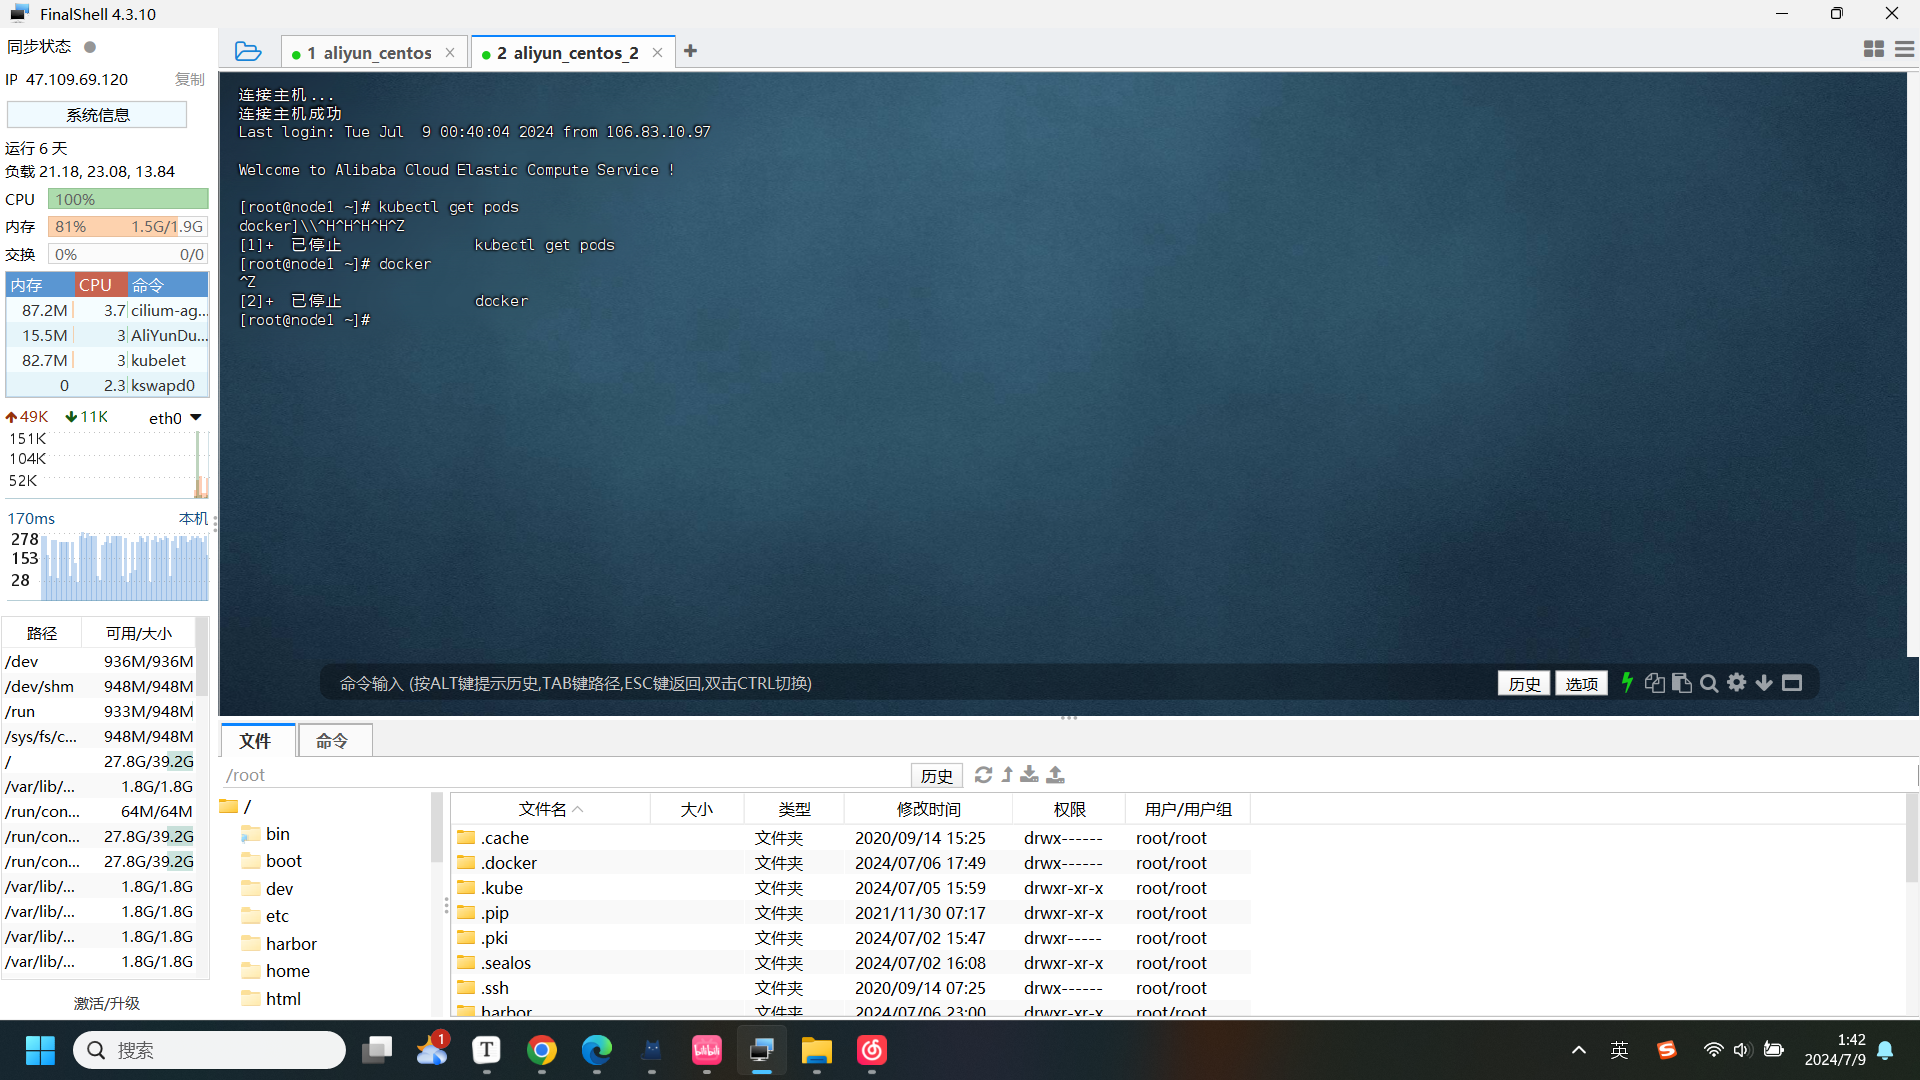 FinalShell 4.3.10
同步状态
IP 47.109.69.120 复制
系统信息
运行 6 天
负载 21.18, 23.08, 13.84
CPU 100%
内存 81% 1.5G/1.9G
交换 0% 0/0
内存 CPU 命令
87.2M 3.7 cilium-ag...
15.5M 3 AliYunDu...
82.7M 3 kubelet
0 2.3 kswapd0
49K 11K eth0
151K
104K
52K
170ms 本机
278
153
28
路径 可用/大小
/dev 936M/936M
/dev/shm 948M/948M
/run 933M/948M
/sys/fs/c... 948M/948M
/ 27.8G/39.2G
/var/lib/... 1.8G/1.8G
/run/con... 64M/64M
/run/con... 27.8G/39.2G
/run/con... 27.8G/39.2G
/var/lib/... 1.8G/1.8G
/var/lib/... 1.8G/1.8G
/var/lib/... 1.8G/1.8G
/var/lib/... 1.8G/1.8G
激活/升级
1 aliyun_centos
2 aliyun_centos_2
连接主机...
连接主机成功
Last login: Tue Jul  9 00:40:04 2024 from 106.83.10.97
Welcome to Alibaba Cloud Elastic Compute Service !
[root@node1 ~]# kubectl get pods
docker]\\^H^H^H^H^Z
[1]+  已停止               kubectl get pods
[root@node1 ~]# docker
^Z
[2]+  已停止               docker
[root@node1 ~]#
命令输入 (按ALT键提示历史,TAB键路径,ESC键返回,双击CTRL切换)
历史 选项
文件 命令
/root 历史
/
bin
boot
dev
etc
harbor
home
html
文件名 大小 类型 修改时间 权限 用户/用户组
.cache 文件夹 2020/09/14 15:25 drwx------ root/root
.docker 文件夹 2024/07/06 17:49 drwx------ root/root
.kube 文件夹 2024/07/05 15:59 drwxr-xr-x root/root
.pip 文件夹 2021/11/30 07:17 drwxr-xr-x root/root
.pki 文件夹 2024/07/02 15:47 drwxr----- root/root
.sealos 文件夹 2024/07/02 16:08 drwxr-xr-x root/root
.ssh 文件夹 2020/09/14 07:25 drwx------ root/root
harbor 文件夹 2024/07/06 23:00 drwxr-xr-x root/root
搜索
1
T
bilibili
英
1:42
2024/7/9